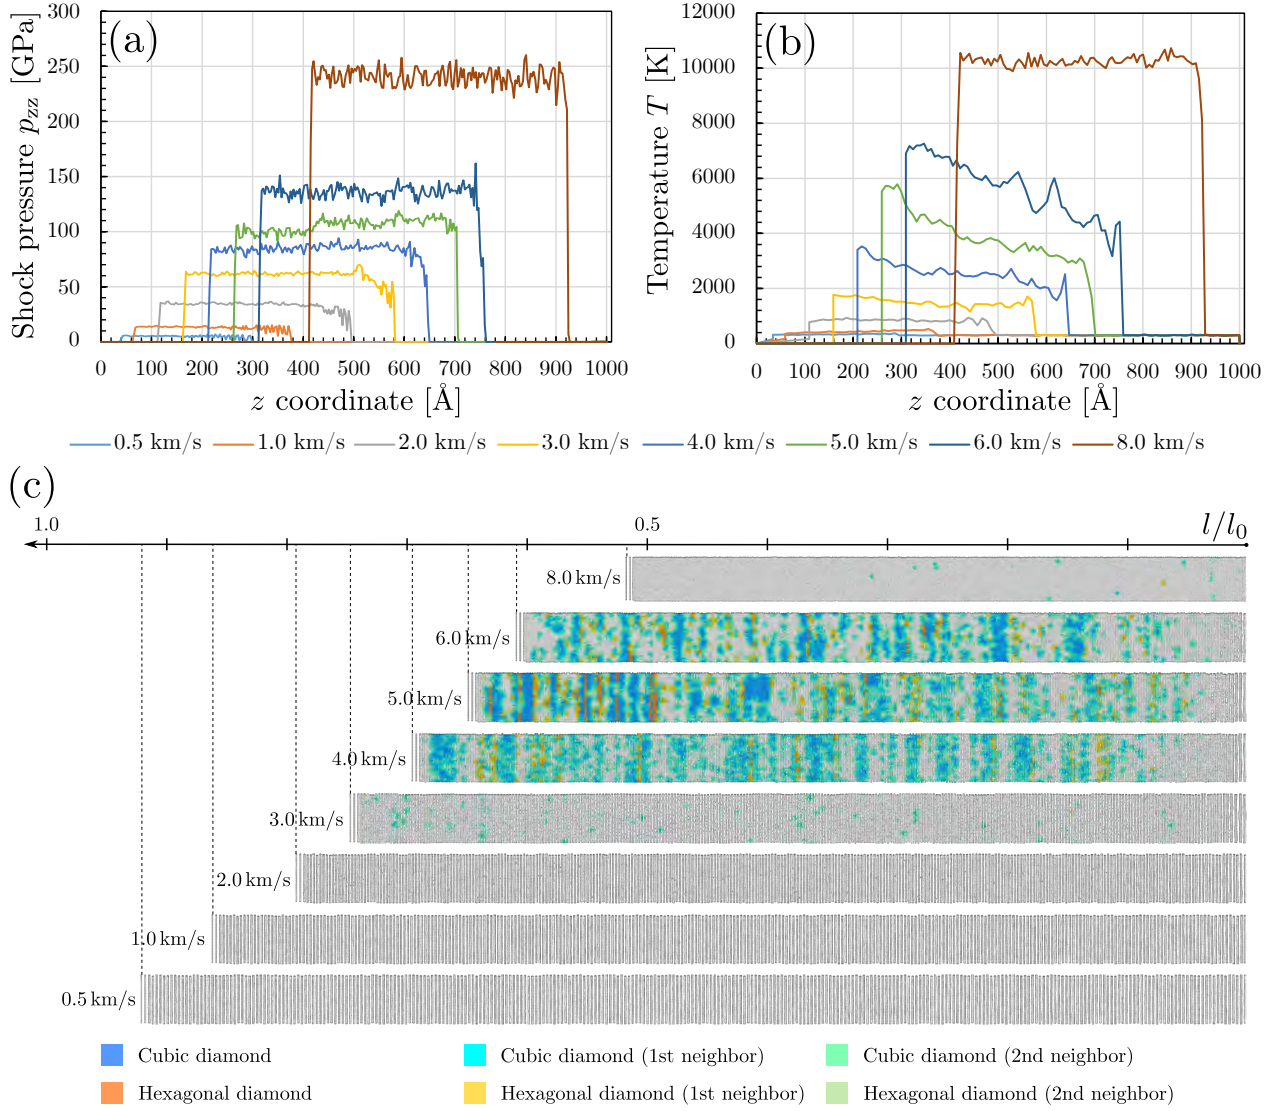 (a)
Shock pressure pzz [GPa]
300
250
200
150
100
50
0
0 100 200 300 400 500 600 700 800 900 1000
z coordinate [Å]
(b)
Temperature T [K]
12000
10000
8000
6000
4000
2000
0
0 100 200 300 400 500 600 700 800 900 1000
z coordinate [Å]
0.5 km/s 1.0 km/s 2.0 km/s 3.0 km/s 4.0 km/s 5.0 km/s 6.0 km/s 8.0 km/s
(c)
1.0 0.5 l/l0
8.0 km/s
6.0 km/s
5.0 km/s
4.0 km/s
3.0 km/s
2.0 km/s
1.0 km/s
0.5 km/s
Cubic diamond Cubic diamond (1st neighbor) Cubic diamond (2nd neighbor)
Hexagonal diamond Hexagonal diamond (1st neighbor) Hexagonal diamond (2nd neighbor)